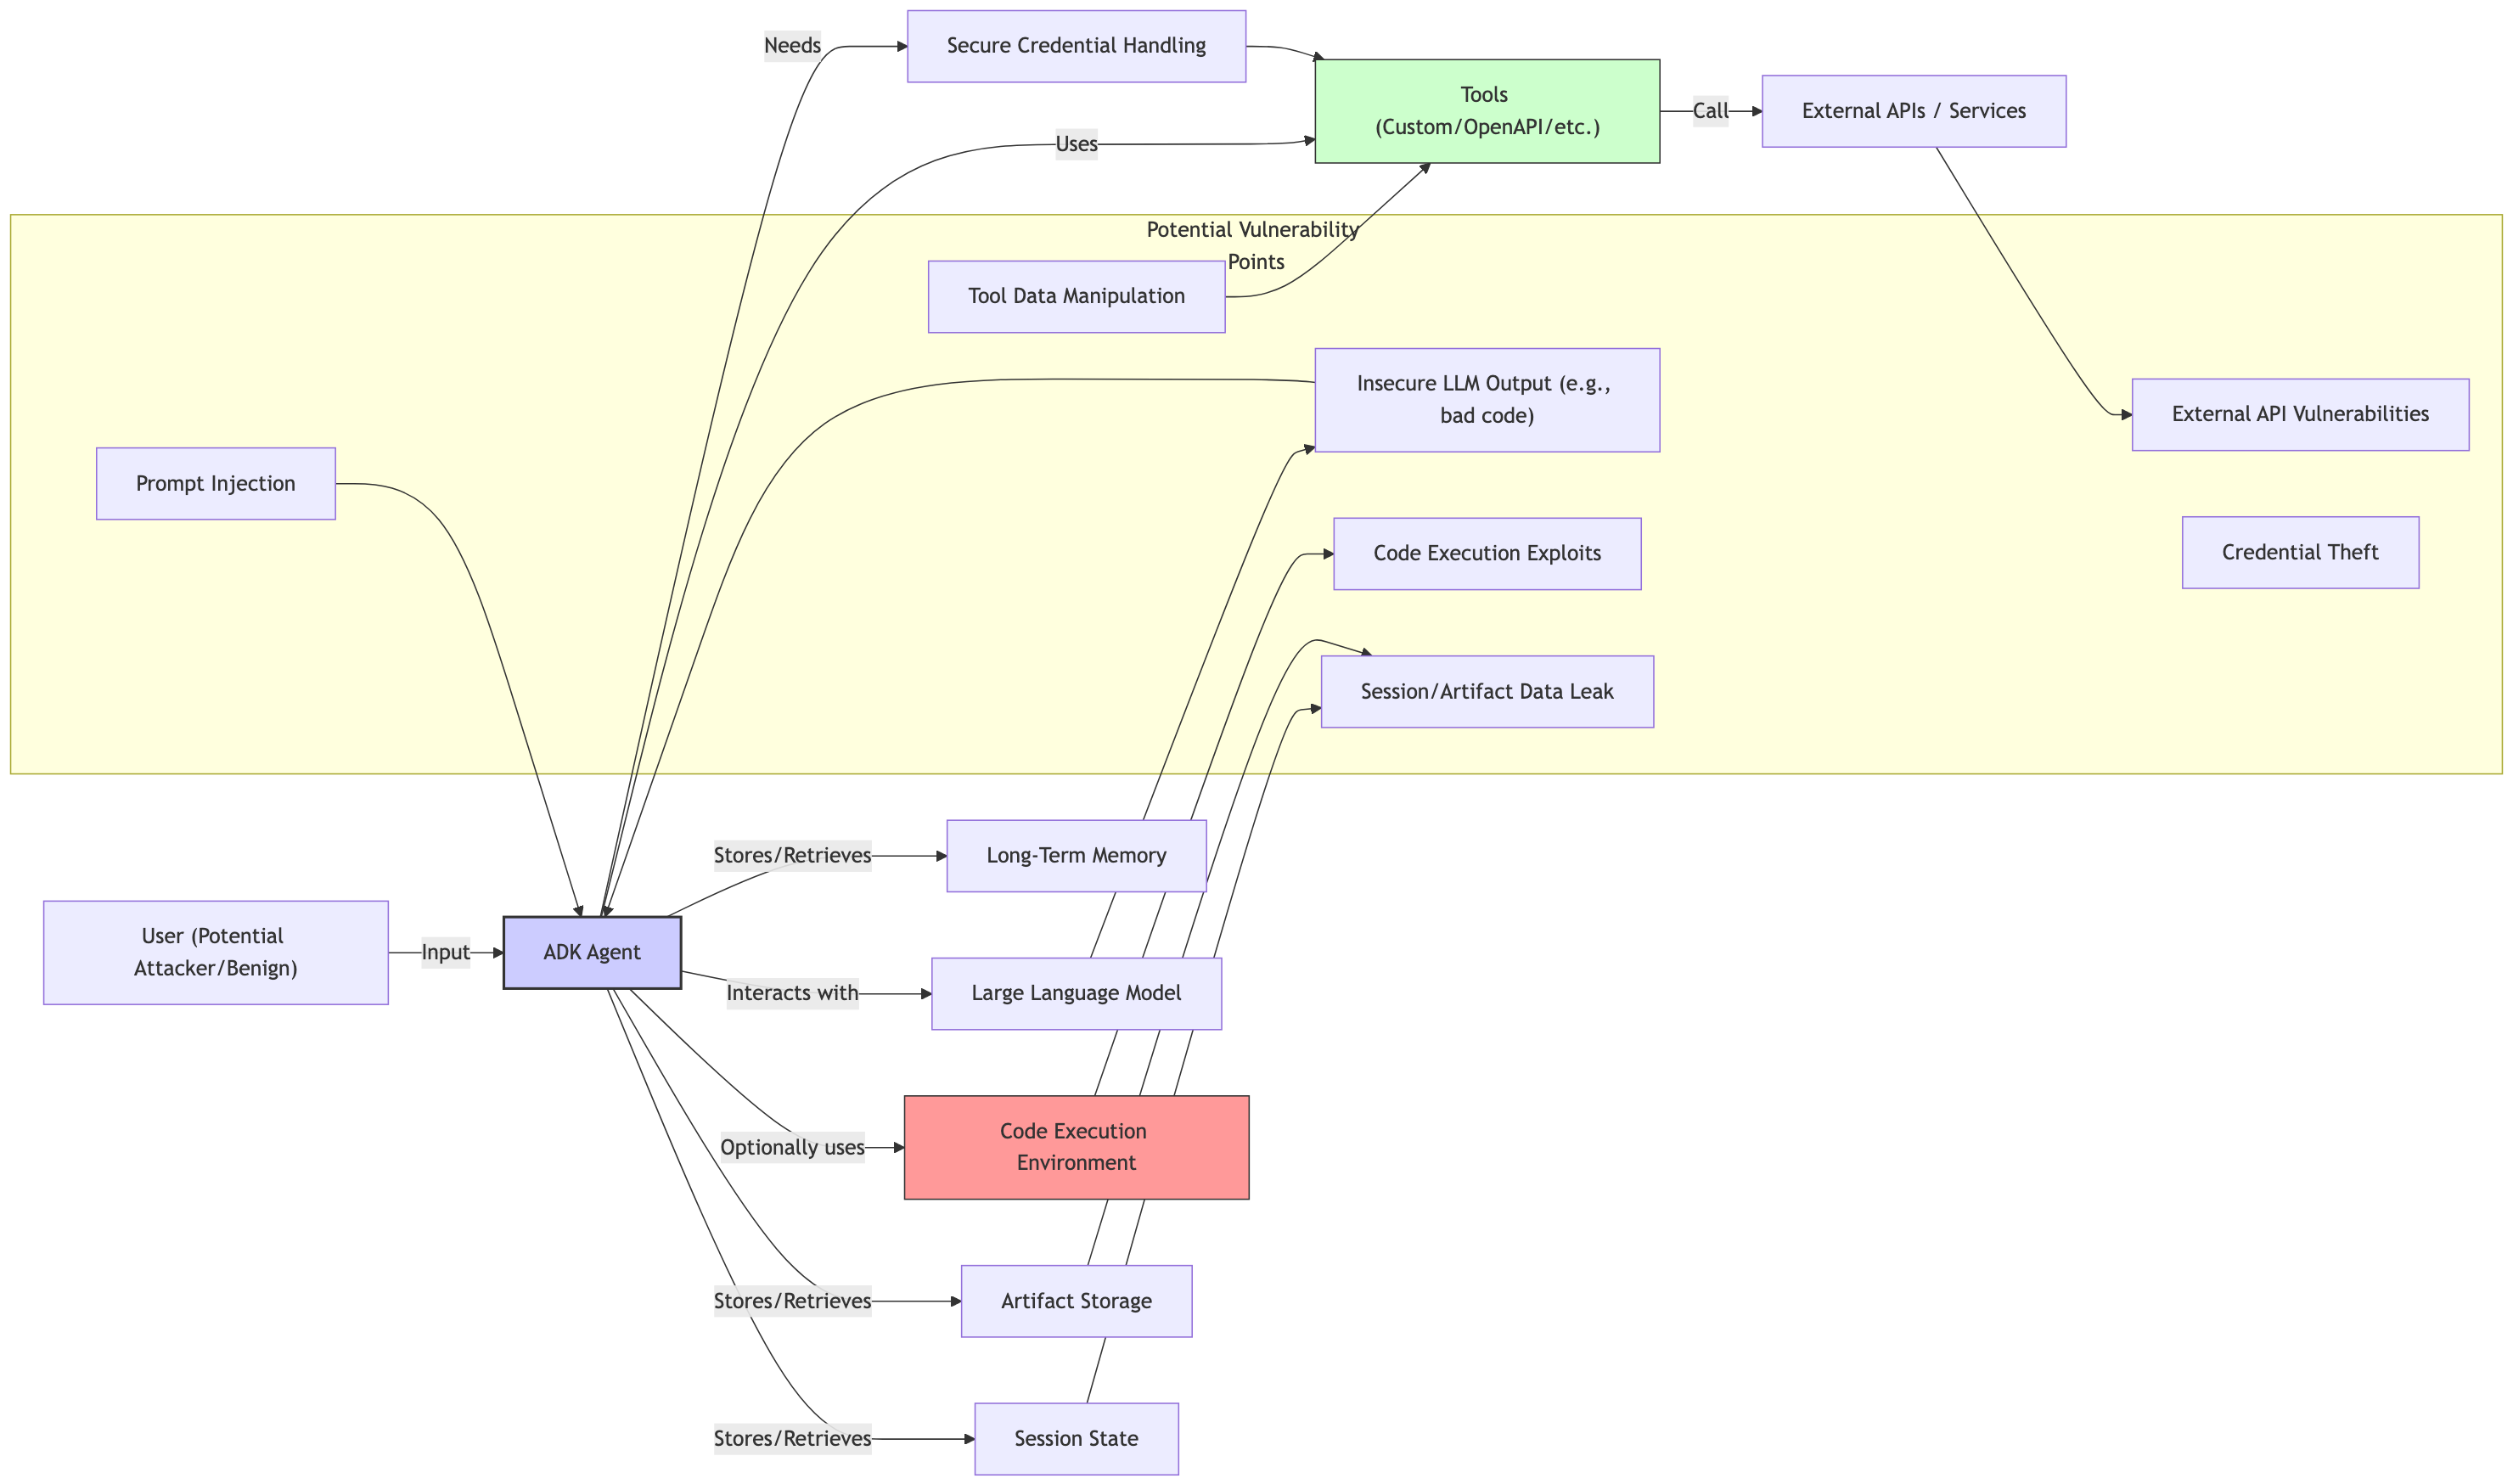 Needs
Secure Credential Handling
Tools
(Custom/OpenAPI/etc.)
Call
External APIs / Services
Uses
Potential Vulnerability
Points
Tool Data Manipulation
Insecure LLM Output (e.g.,
bad code)
External API Vulnerabilities
Prompt Injection
Code Execution Exploits
Credential Theft
Session/Artifact Data Leak
Stores/Retrieves
Long-Term Memory
User (Potential
Attacker/Benign)
Input
ADK Agent
Interacts with
Large Language Model
Optionally uses
Code Execution
Environment
Stores/Retrieves
Artifact Storage
Stores/Retrieves
Session State